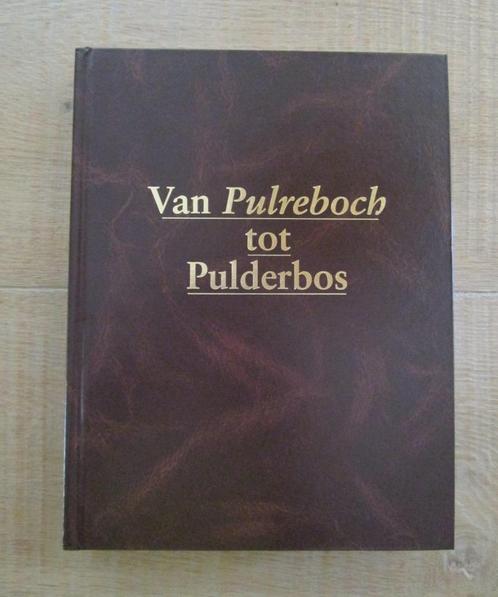 Van Pulreboch
tot
Pulderbos